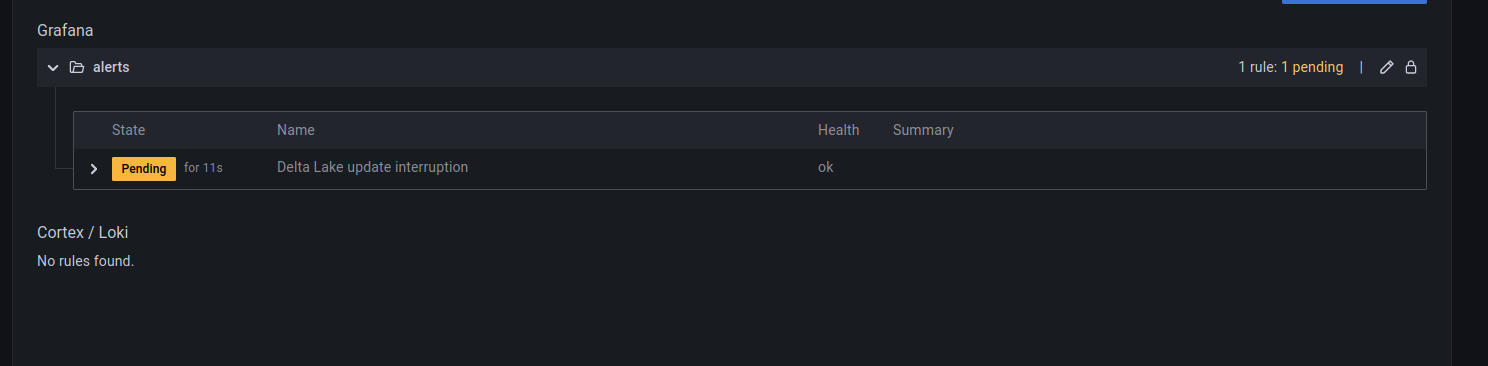 Grafana
alerts 1 rule: 1 pending |
State Name Health Summary
Pending for 11s Delta Lake update interruption ok
Cortex / Loki
No rules found.